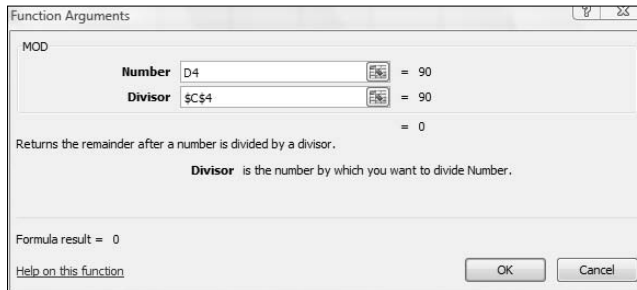 Function Arguments
MOD
Number D4 = 90
Divisor $C$4 = 90
= 0
Returns the remainder after a number is divided by a divisor.
Divisor is the number by which you want to divide Number.
Formula result = 0
Help on this function
OK Cancel